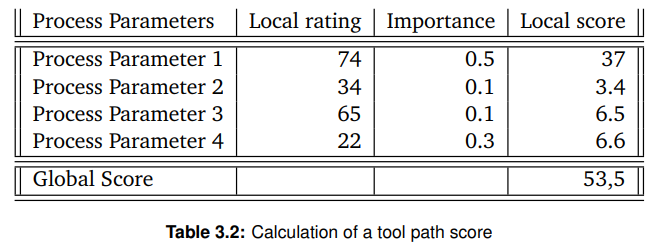 Process Parameters Local rating Importance Local score
Process Parameter 1 74 0.5 37
Process Parameter 2 34 0.1 3.4
Process Parameter 3 65 0.1 6.5
Process Parameter 4 22 0.3 6.6
Global Score 53,5
Table 3.2: Calculation of a tool path score